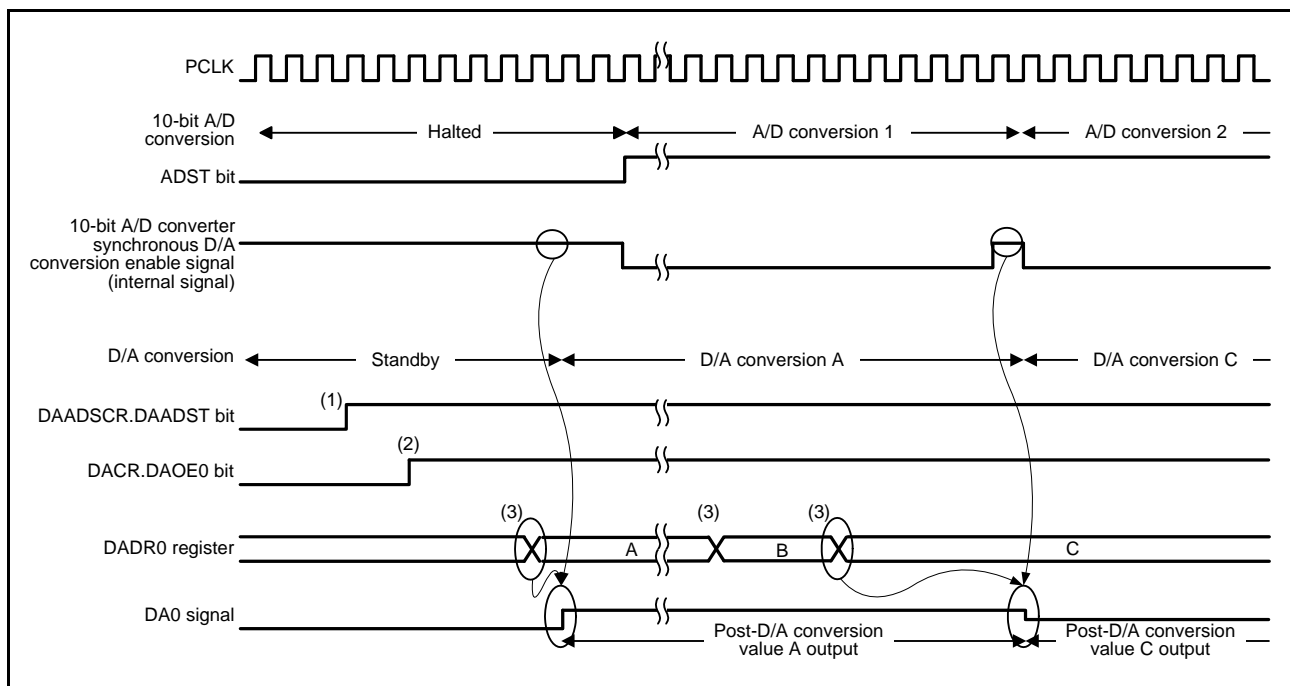 PCLK
10-bit A/D
conversion
Halted
A/D conversion 1
A/D conversion 2
ADST bit
10-bit A/D converter
synchronous D/A
conversion enable signal
(internal signal)
D/A conversion
Standby
D/A conversion A
D/A conversion C
(1)
DAADSCR.DAADST bit
(2)
DACR.DAOE0 bit
(3)
(3)
(3)
DADR0 register
A
B
C
DA0 signal
Post-D/A conversion
value A output
Post-D/A conversion
value C output